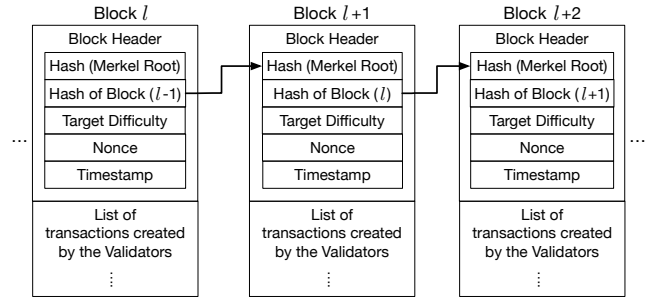 Block l
Block Header
Hash (Merkel Root)
Hash of Block (l-1)
Target Difficulty
Nonce
Timestamp
List of
transactions created
by the Validators
⋮
Block l+1
Block Header
Hash (Merkel Root)
Hash of Block (l)
Target Difficulty
Nonce
Timestamp
List of
transactions created
by the Validators
⋮
Block l+2
Block Header
Hash (Merkel Root)
Hash of Block (l+1)
Target Difficulty
Nonce
Timestamp
List of
transactions created
by the Validators
⋮
...
...